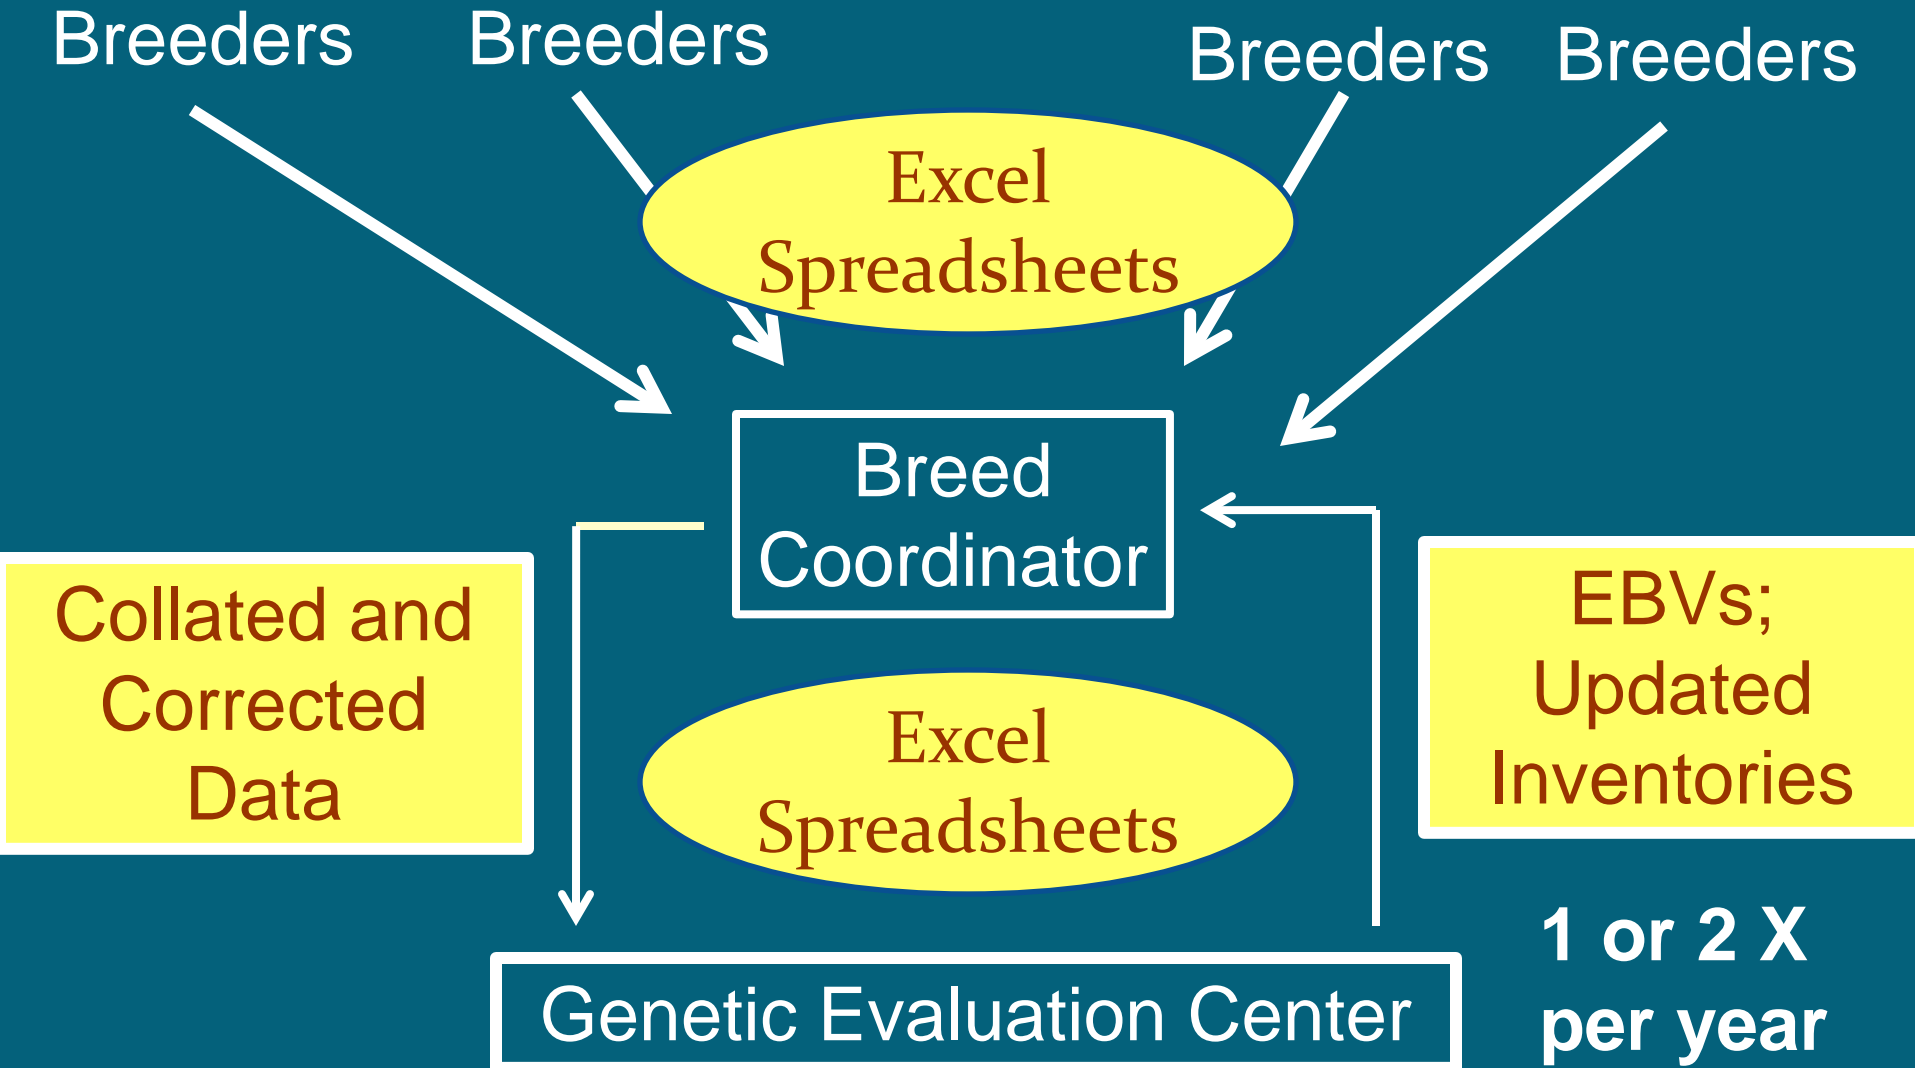 Breeders
Breeders
Breeders
Breeders
Excel
Spreadsheets
Breed
Coordinator
Collated and
Corrected
Data
EBVs;
Updated
Inventories
Excel
Spreadsheets
1 or 2 X
per year
Genetic Evaluation Center